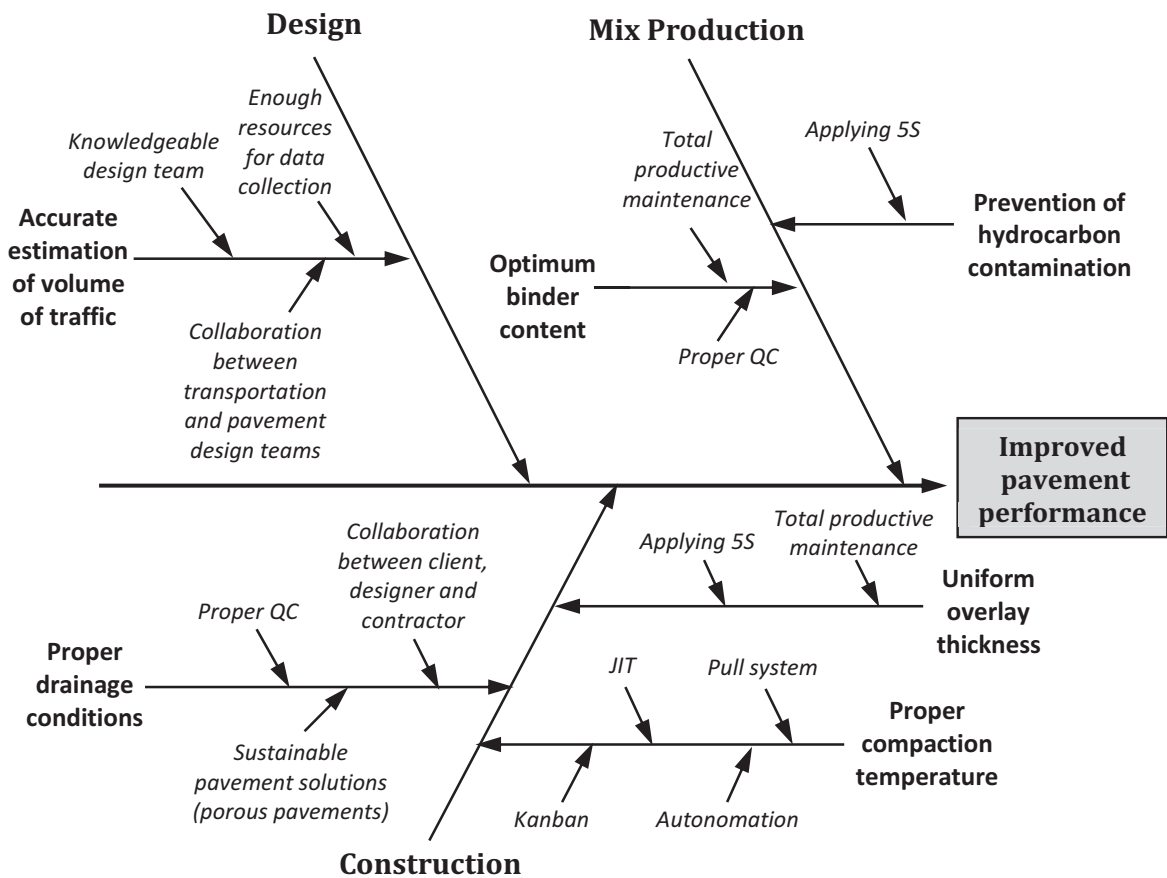 Design
Mix Production
Enough
resources
for data
collection
Knowledgeable
design team
Accurate
estimation
of volume
of traffic
Collaboration
between
transportation
and pavement
design teams
Total
productive
maintenance
Applying 5S
Optimum
binder
content
Proper QC
Prevention of
hydrocarbon
contamination
Improved
pavement
performance
Collaboration
between client,
designer and
contractor
Proper QC
Proper
drainage
conditions
Sustainable
pavement solutions
(porous pavements)
Applying 5S
Total productive
maintenance
Uniform
overlay
thickness
JIT
Pull system
Proper
compaction
temperature
Kanban
Autonomation
Construction